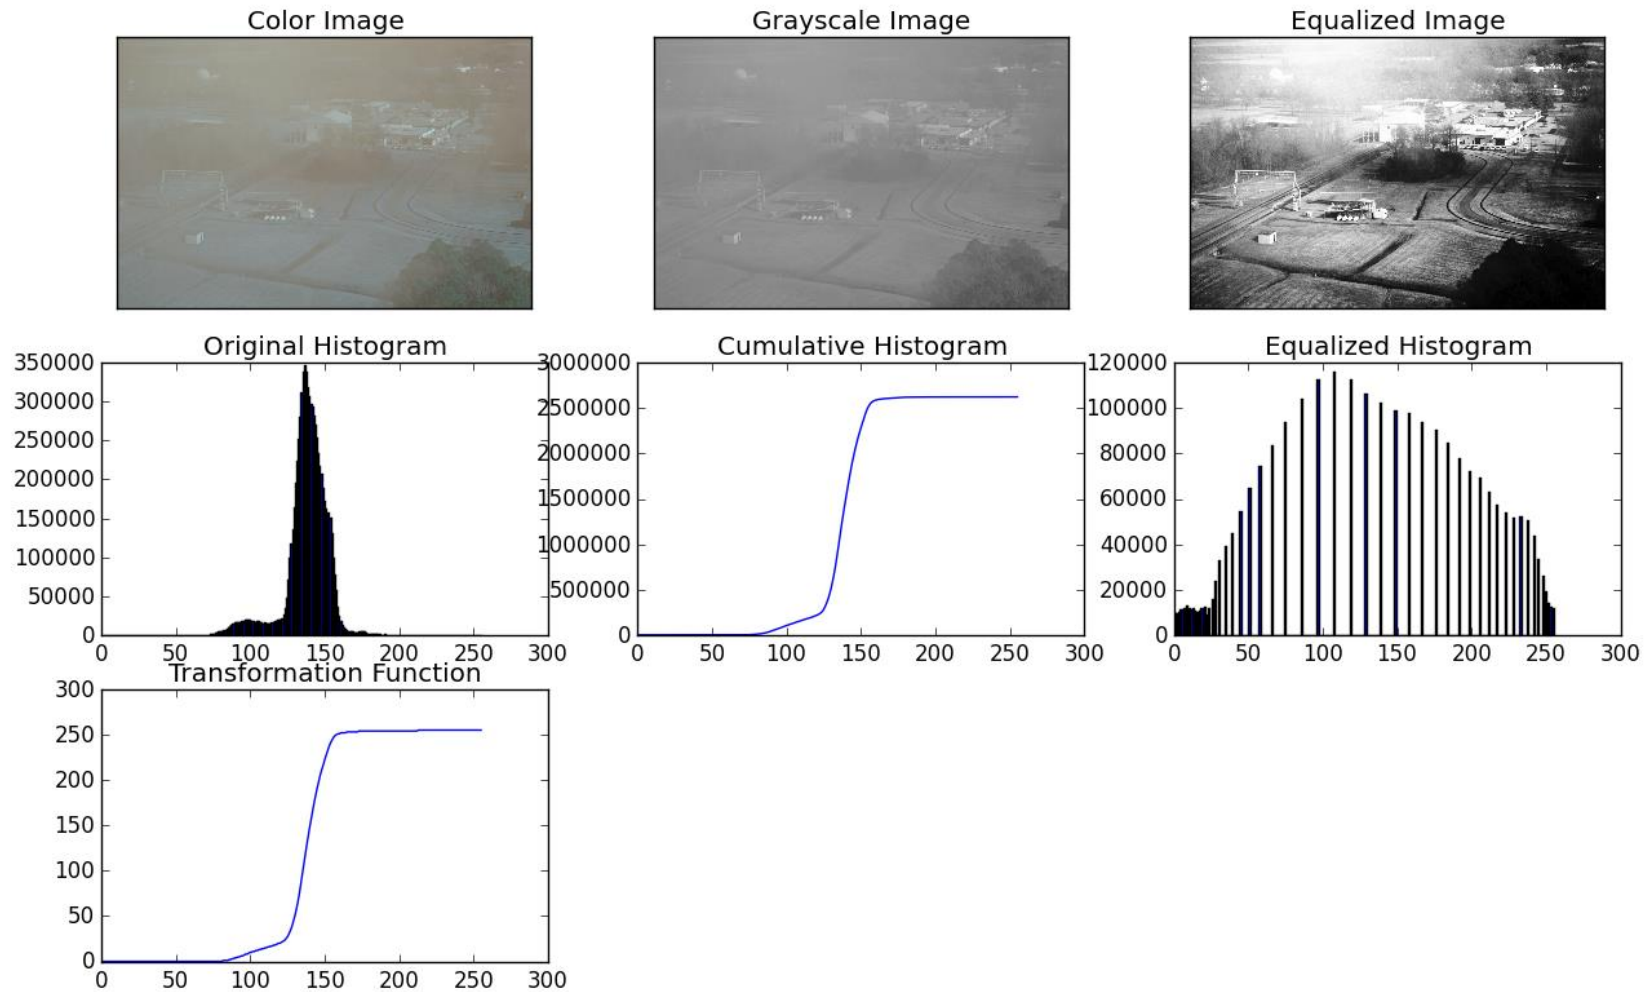 Color Image
Grayscale Image
Equalized Image
Original Histogram
350000
300000
250000
200000
150000
100000
50000
0
0 50 100 150 200 250 300
Cumulative Histogram
3000000
2500000
2000000
1500000
1000000
500000
0
0 50 100 150 200 250 300
Equalized Histogram
120000
100000
80000
60000
40000
20000
0
0 50 100 150 200 250 300
Transformation Function
300
250
200
150
100
50
0
0 50 100 150 200 250 300